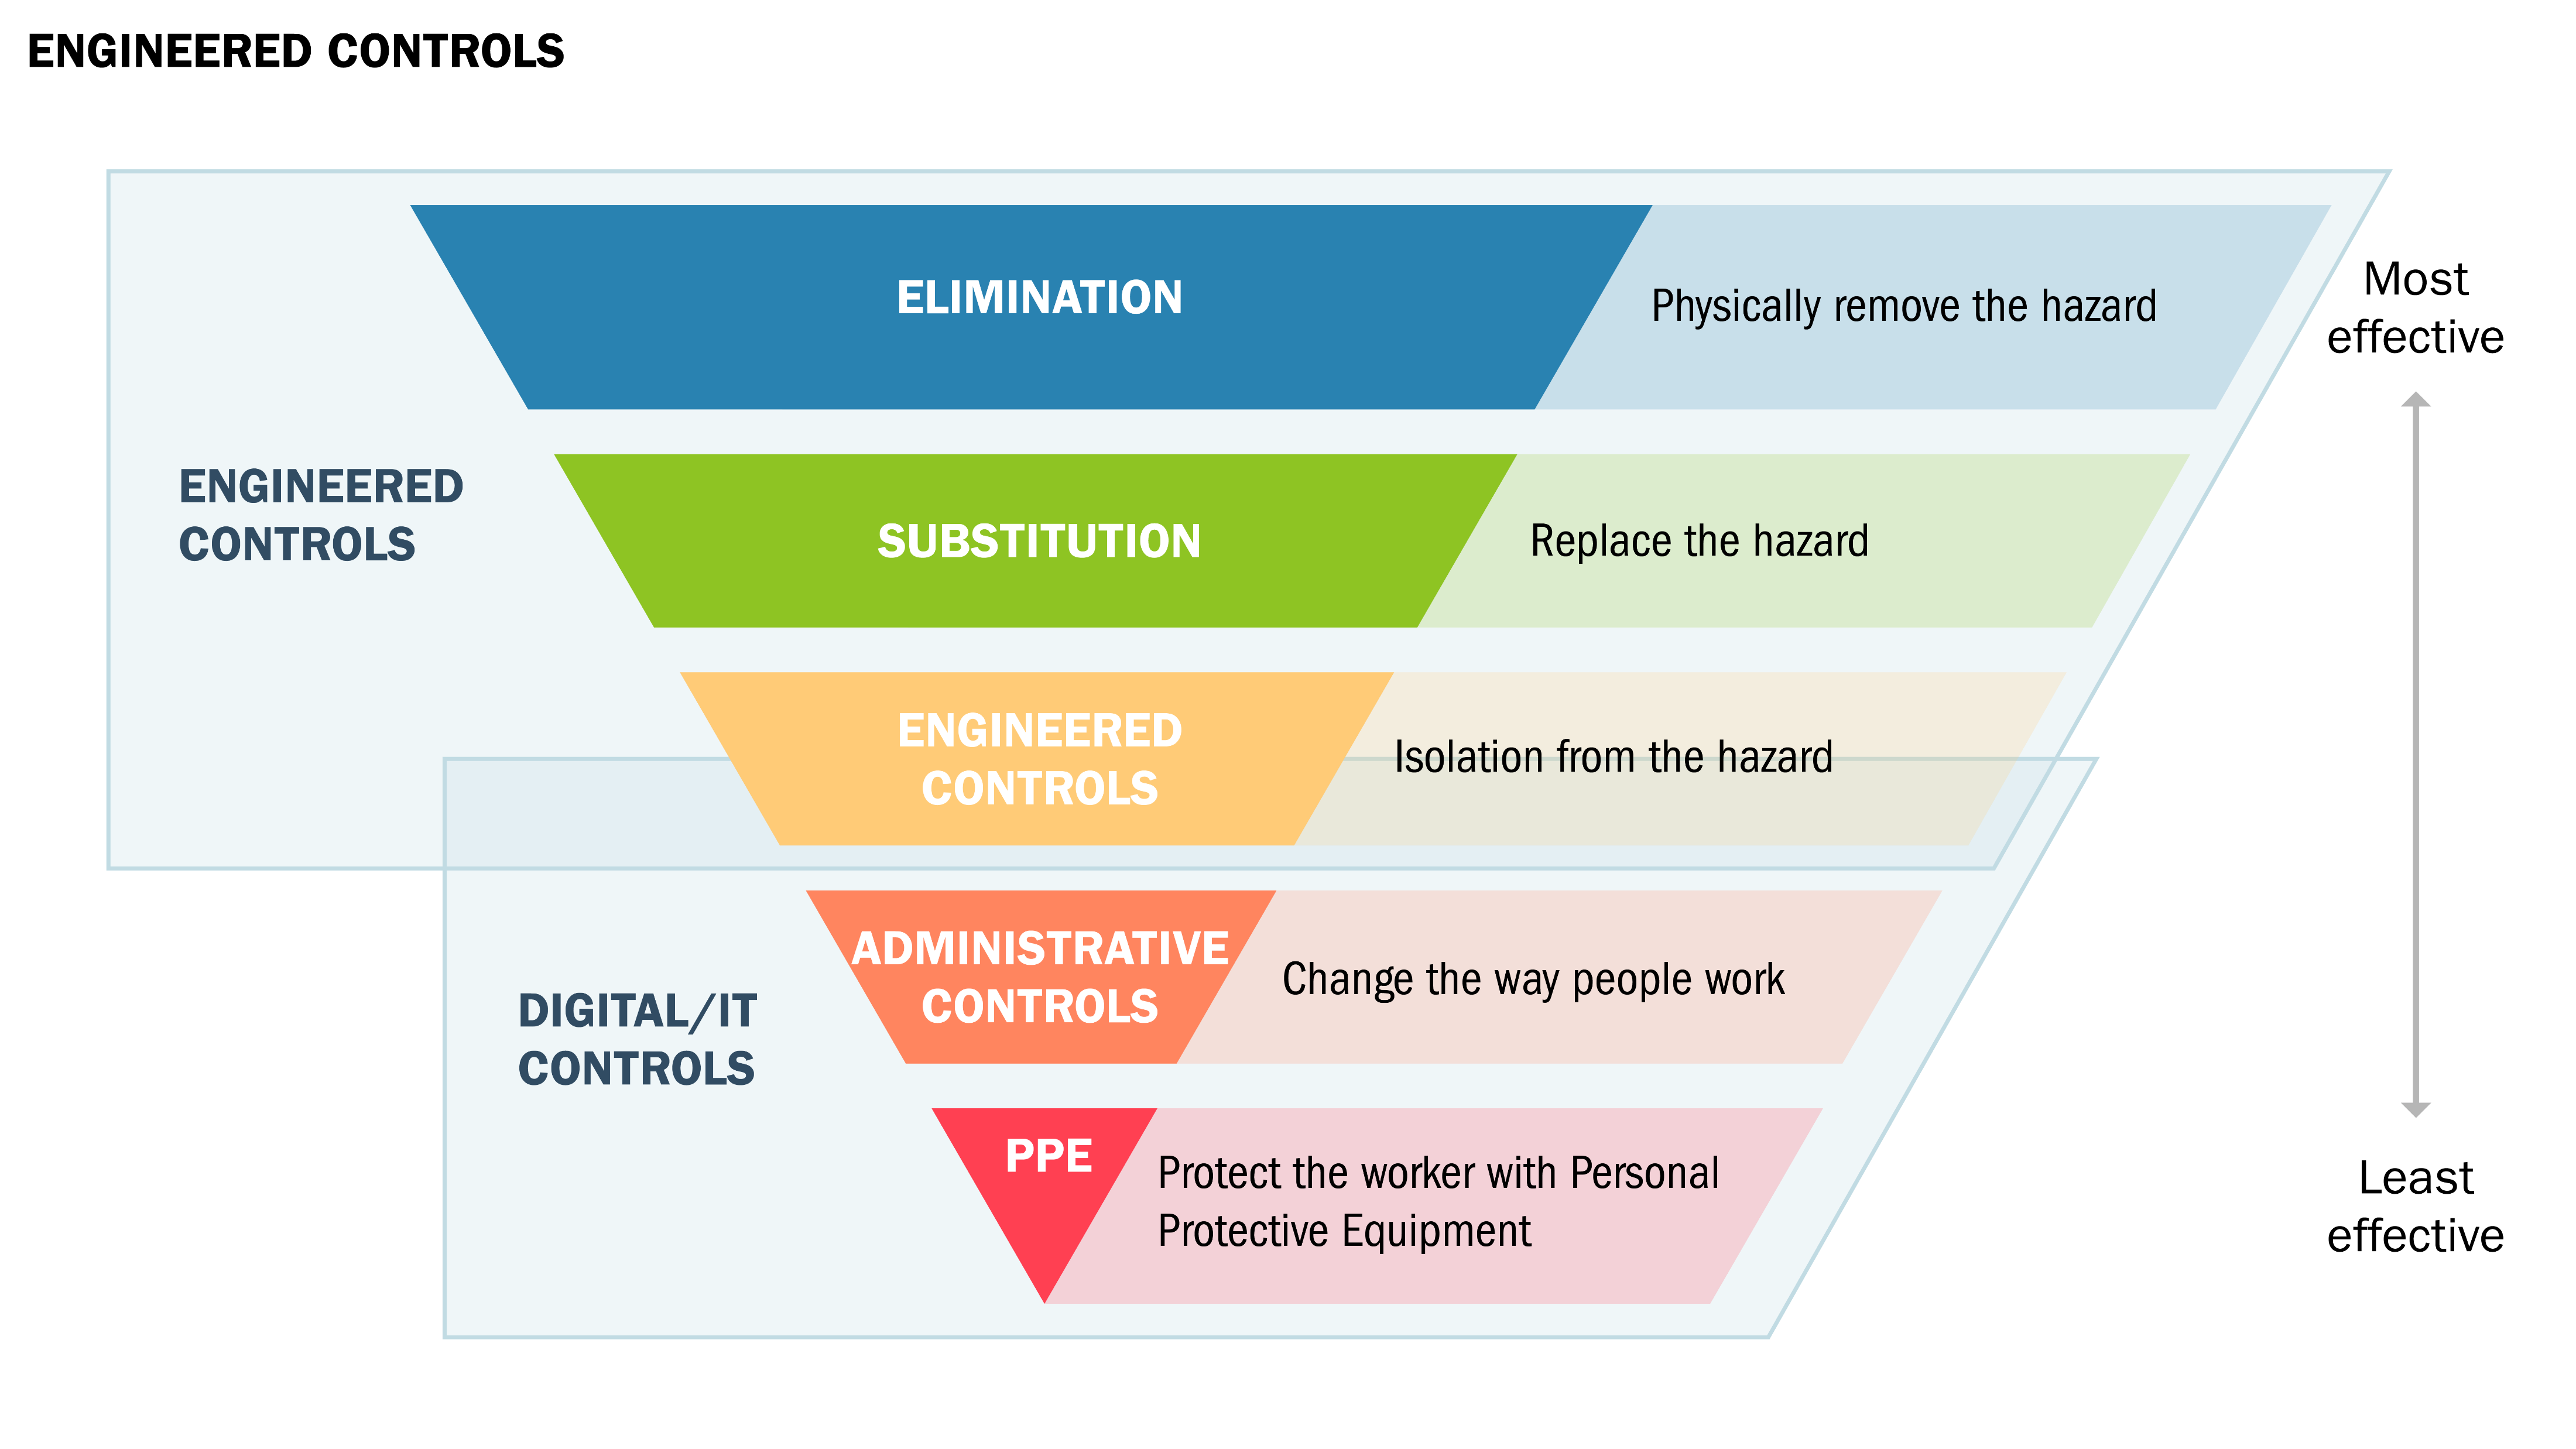 ENGINEERED CONTROLS
ELIMINATION
Physically remove the hazard
Most
effective
ENGINEERED
CONTROLS
SUBSTITUTION
Replace the hazard
ENGINEERED
CONTROLS
Isolation from the hazard
DIGITAL/IT
CONTROLS
ADMINISTRATIVE
CONTROLS
Change the way people work
PPE
Protect the worker with Personal
Protective Equipment
Least
effective